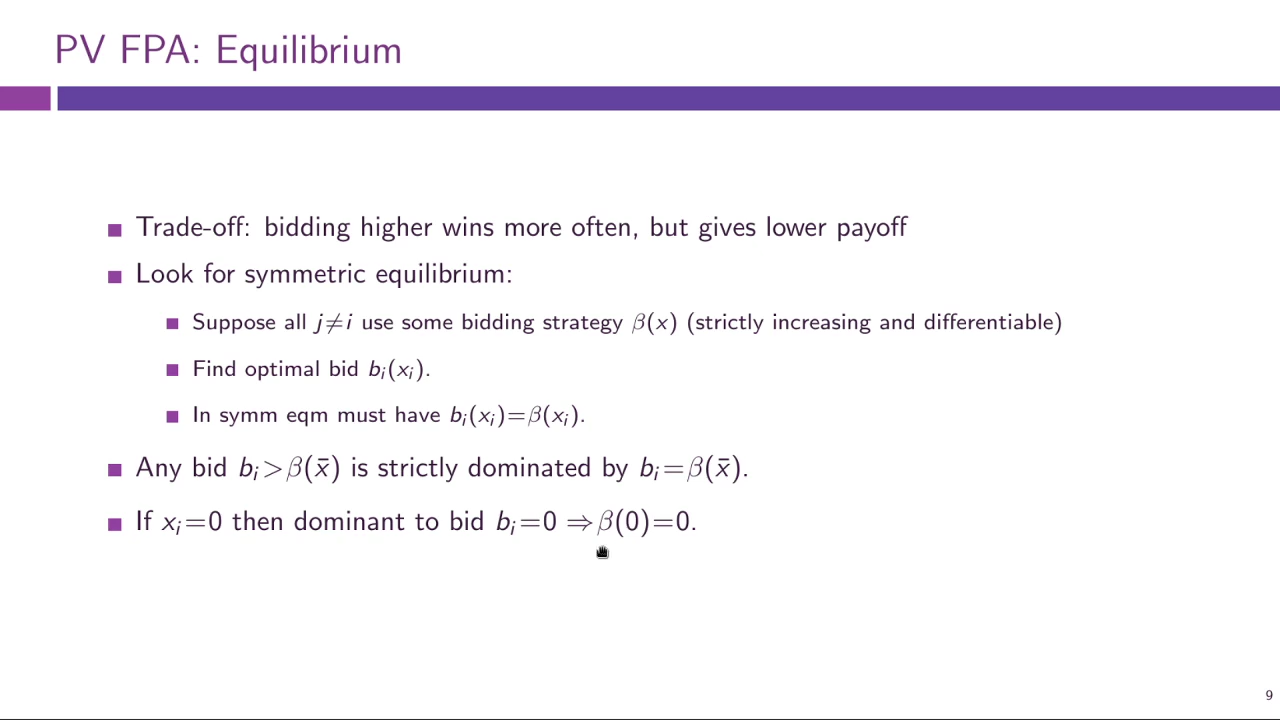 PV FPA: Equilibrium
Trade-off: bidding higher wins more often, but gives lower payoff
Look for symmetric equilibrium:
Suppose all j≠i use some bidding strategy β(x) (strictly increasing and differentiable)
Find optimal bid bᵢ(xᵢ).
In symm eqm must have bᵢ(xᵢ)=β(xᵢ).
Any bid bᵢ>β(x̄) is strictly dominated by bᵢ=β(x̄).
If xᵢ=0 then dominant to bid bᵢ=0 ⇒β(0)=0.
9